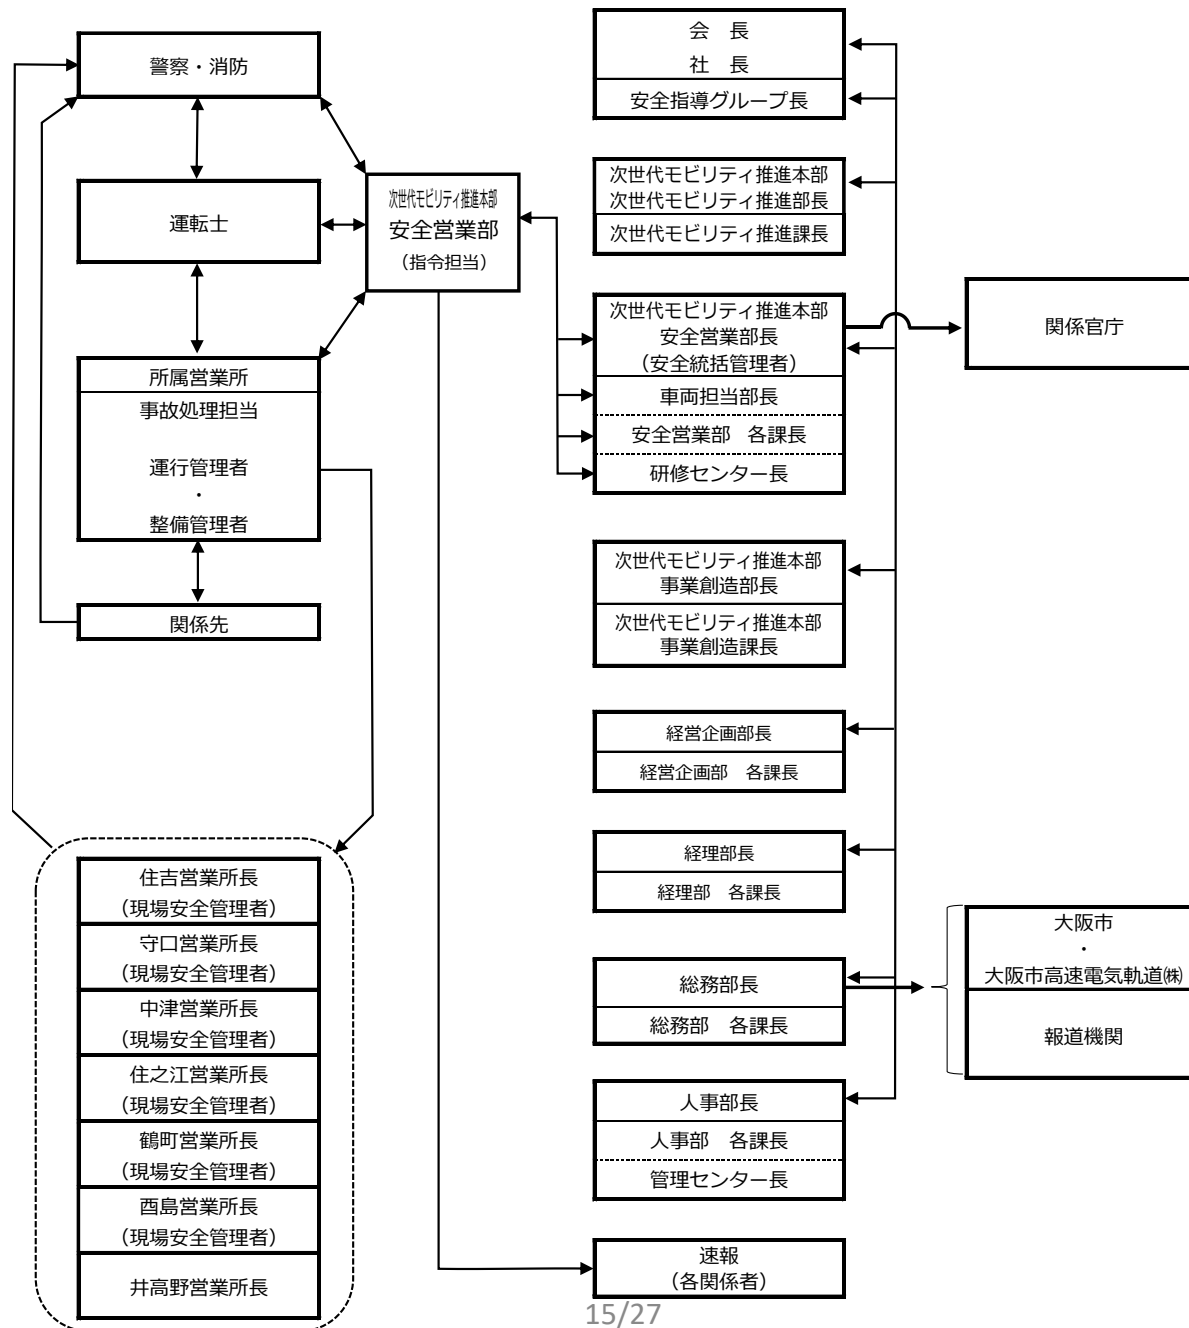 警察・消防
運転士
所属営業所
事故処理担当
運行管理者
・
整備管理者
関係先
住吉営業所長
（現場安全管理者）
守口営業所長
（現場安全管理者）
中津営業所長
（現場安全管理者）
住之江営業所長
（現場安全管理者）
鶴町営業所長
（現場安全管理者）
酉島営業所長
（現場安全管理者）
井高野営業所長
次世代モビリティ推進本部
安全営業部
（指令担当）
会　長
社　長
安全指導グループ長
次世代モビリティ推進本部
次世代モビリティ推進部長
次世代モビリティ推進課長
次世代モビリティ推進本部
安全営業部長
（安全統括管理者）
車両担当部長
安全営業部　各課長
研修センター長
次世代モビリティ推進本部
事業創造部長
次世代モビリティ推進本部
事業創造課長
経営企画部長
経営企画部　各課長
経理部長
経理部　各課長
総務部長
総務部　各課長
人事部長
人事部　各課長
管理センター長
速報
（各関係者）
関係官庁
大阪市
・
大阪市高速電気軌道㈱
報道機関
15/27